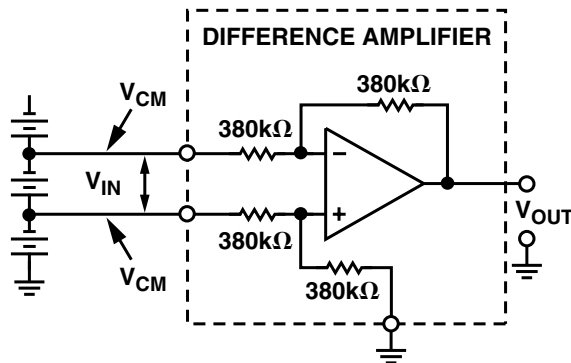 DIFFERENCE AMPLIFIER
380kΩ
VCM
380kΩ
−
VIN
+
VOUT
380kΩ
VCM
380kΩ